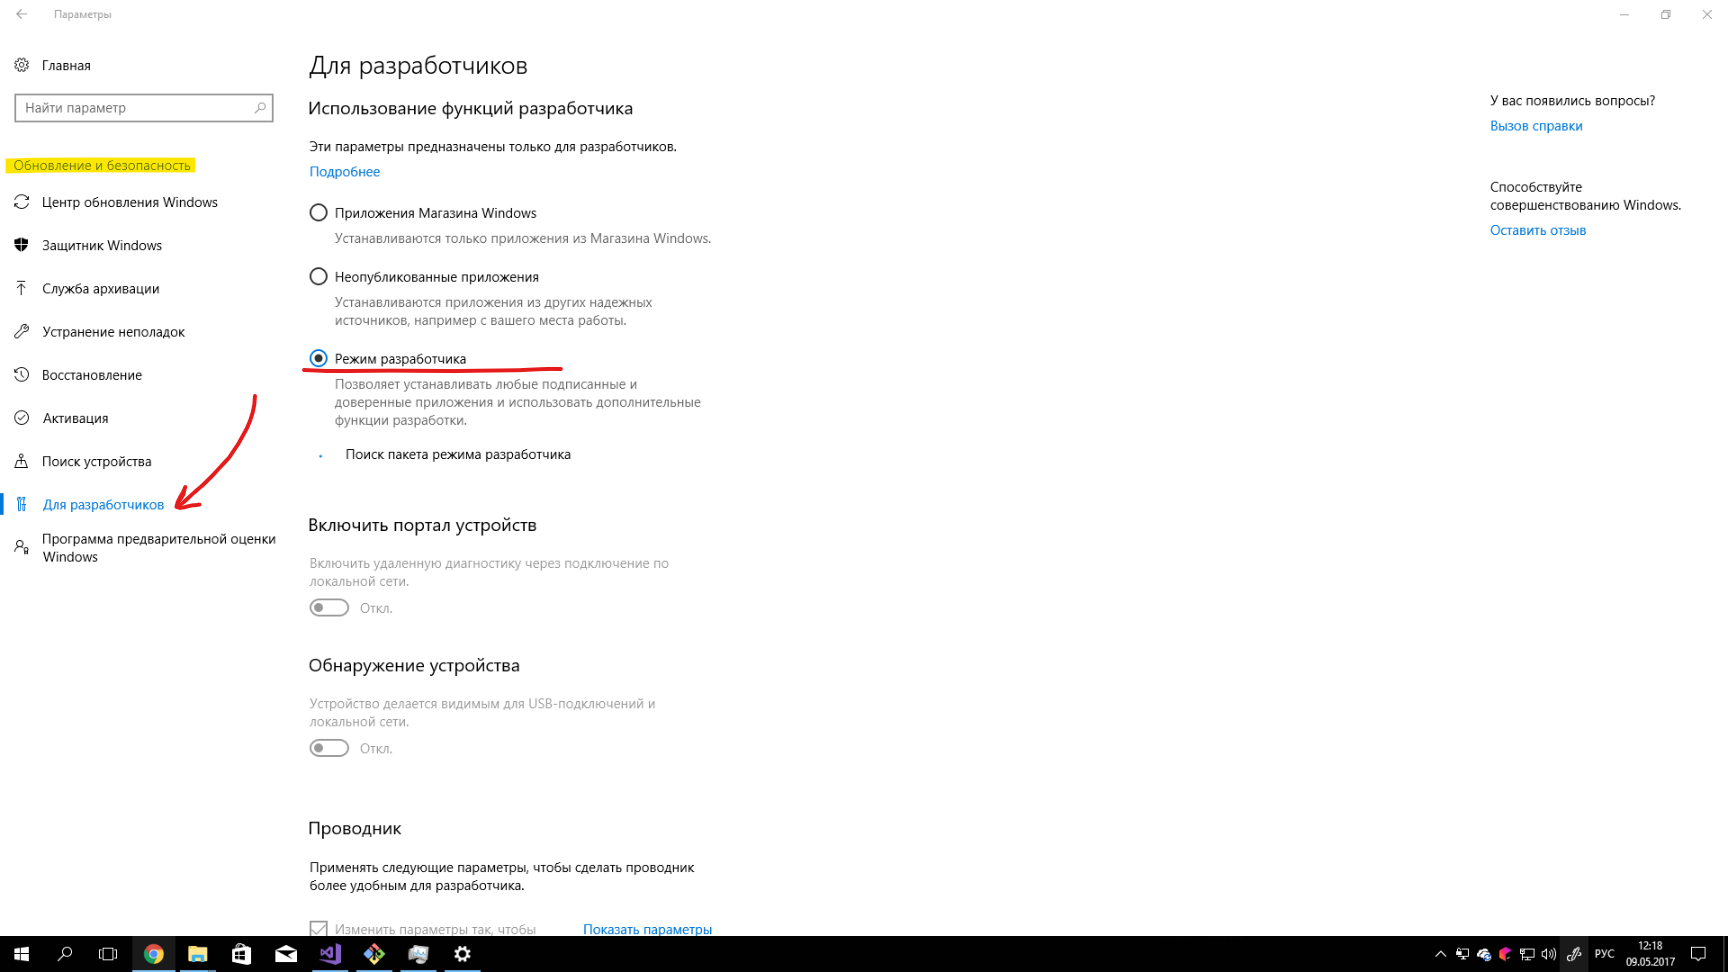 Параметры
Главная
Найти параметр
Обновление и безопасность
Центр обновления Windows
Защитник Windows
Служба архивации
Устранение неполадок
Восстановление
Активация
Поиск устройства
Для разработчиков
Программа предварительной оценки
Windows
Для разработчиков
Использование функций разработчика
Эти параметры предназначены только для разработчиков.
Подробнее
Приложения Магазина Windows
Устанавливаются только приложения из Магазина Windows.
Неопубликованные приложения
Устанавливаются приложения из других надежных
источников, например с вашего места работы.
Режим разработчика
Позволяет устанавливать любые подписанные и
доверенные приложения и использовать дополнительные
функции разработки.
Поиск пакета режима разработчика
Включить портал устройств
Включить удаленную диагностику через подключение по
локальной сети.
Откл.
Обнаружение устройства
Устройство делается видимым для USB-подключений и
локальной сети.
Откл.
Проводник
Применять следующие параметры, чтобы сделать проводник
более удобным для разработчика.
Изменить параметры так, чтобы
Показать параметры
У вас появились вопросы?
Вызов справки
Способствуйте
совершенствованию Windows.
Оставить отзыв
РУС
12:18
09.05.2017